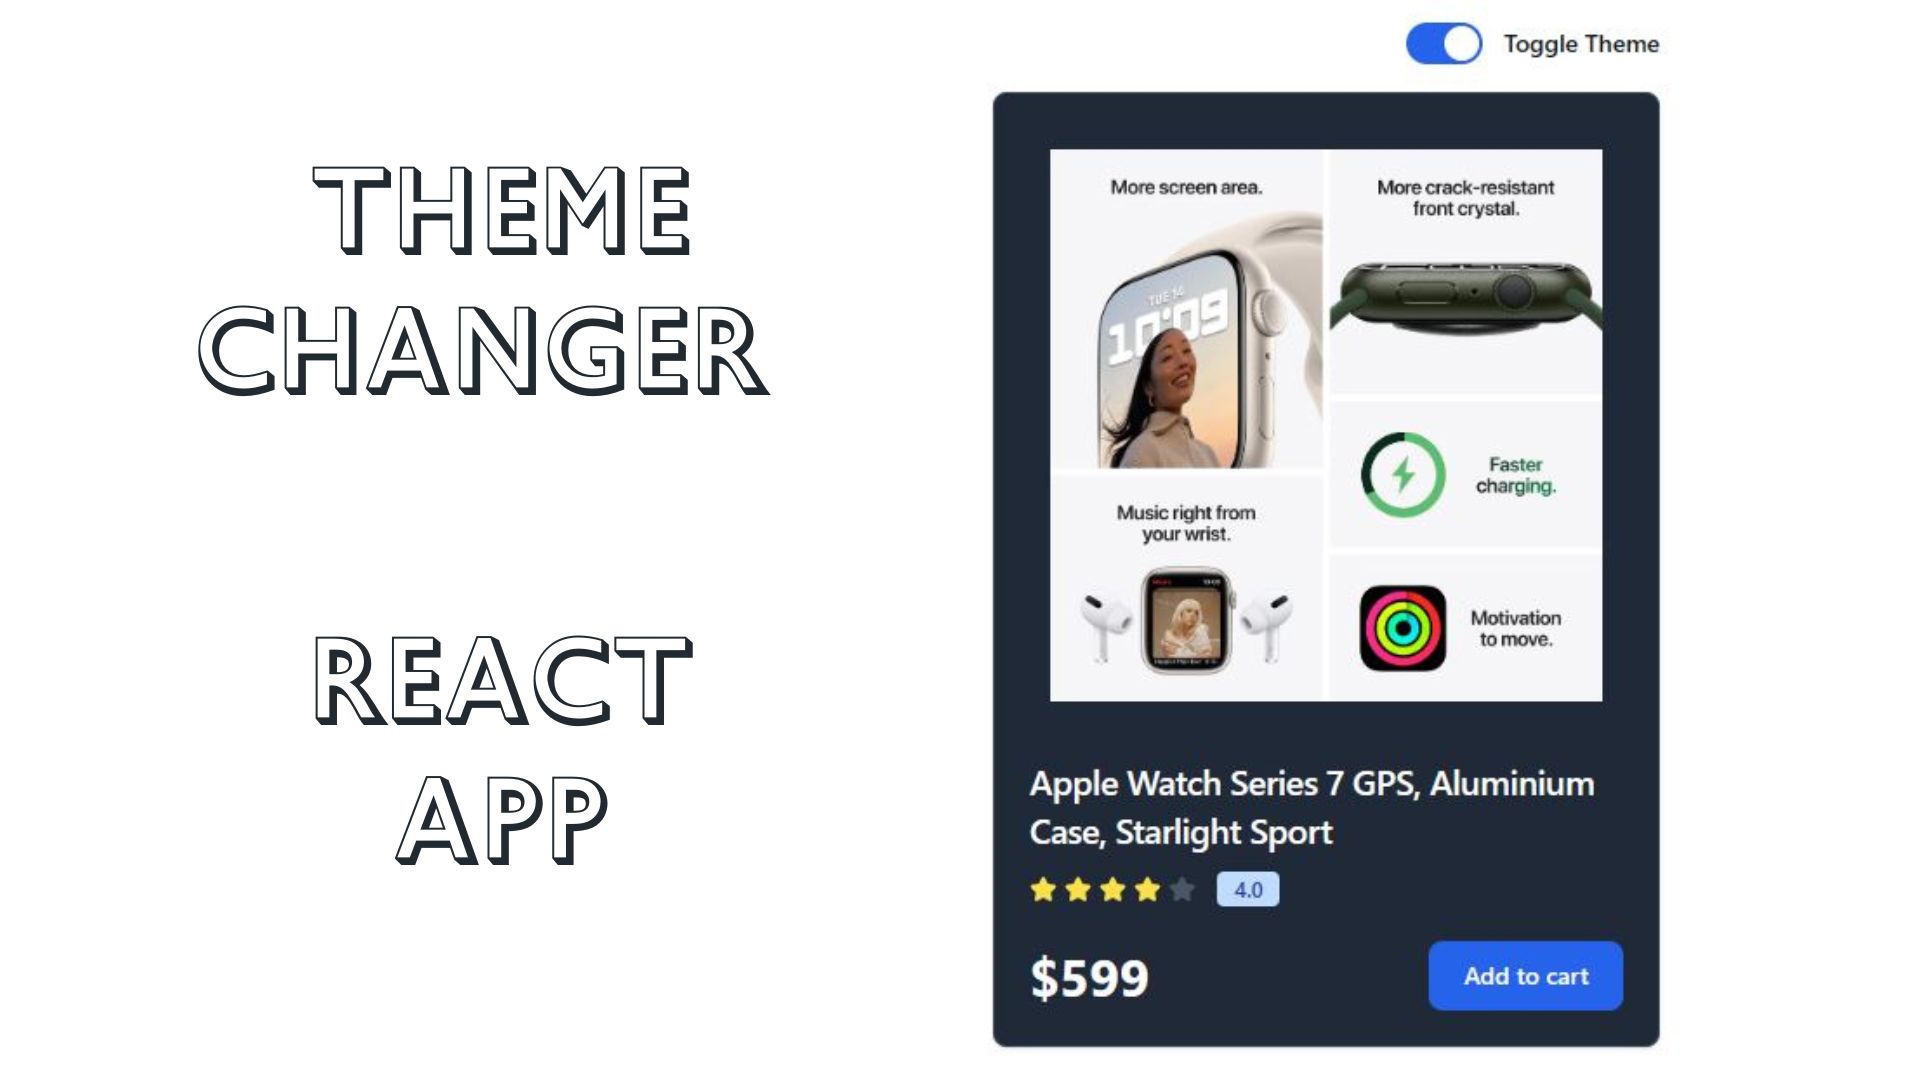 THEME
CHANGER
REACT
APP
Toggle Theme
More screen area.
TUE 14
10:09
More crack-resistant
front crystal.
Faster
charging.
Music right from
your wrist.
Motivation
to move.
Apple Watch Series 7 GPS, Aluminium
Case, Starlight Sport
4.0
$599
Add to cart